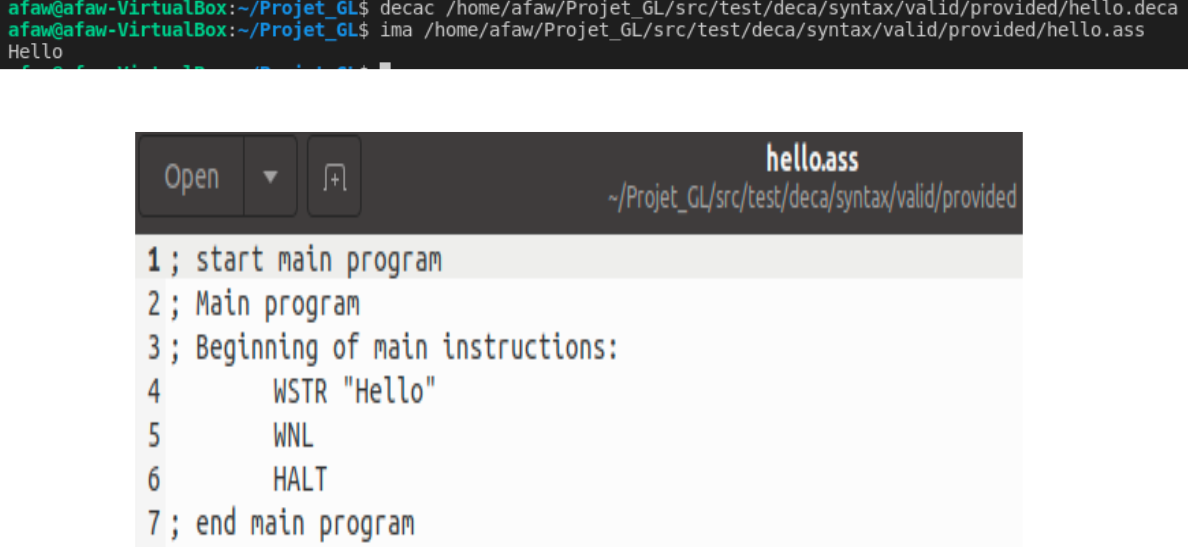 afaw@afaw-VirtualBox:~/Projet_GL$ decac /home/afaw/Projet_GL/src/test/deca/syntax/valid/provided/hello.deca
afaw@afaw-VirtualBox:~/Projet_GL$ ima /home/afaw/Projet_GL/src/test/deca/syntax/valid/provided/hello.ass
Hello
Open
hello.ass
~/Projet_GL/src/test/deca/syntax/valid/provided
1 ; start main program
2 ; Main program
3 ; Beginning of main instructions:
4 WSTR "Hello"
5 WNL
6 HALT
7 ; end main program